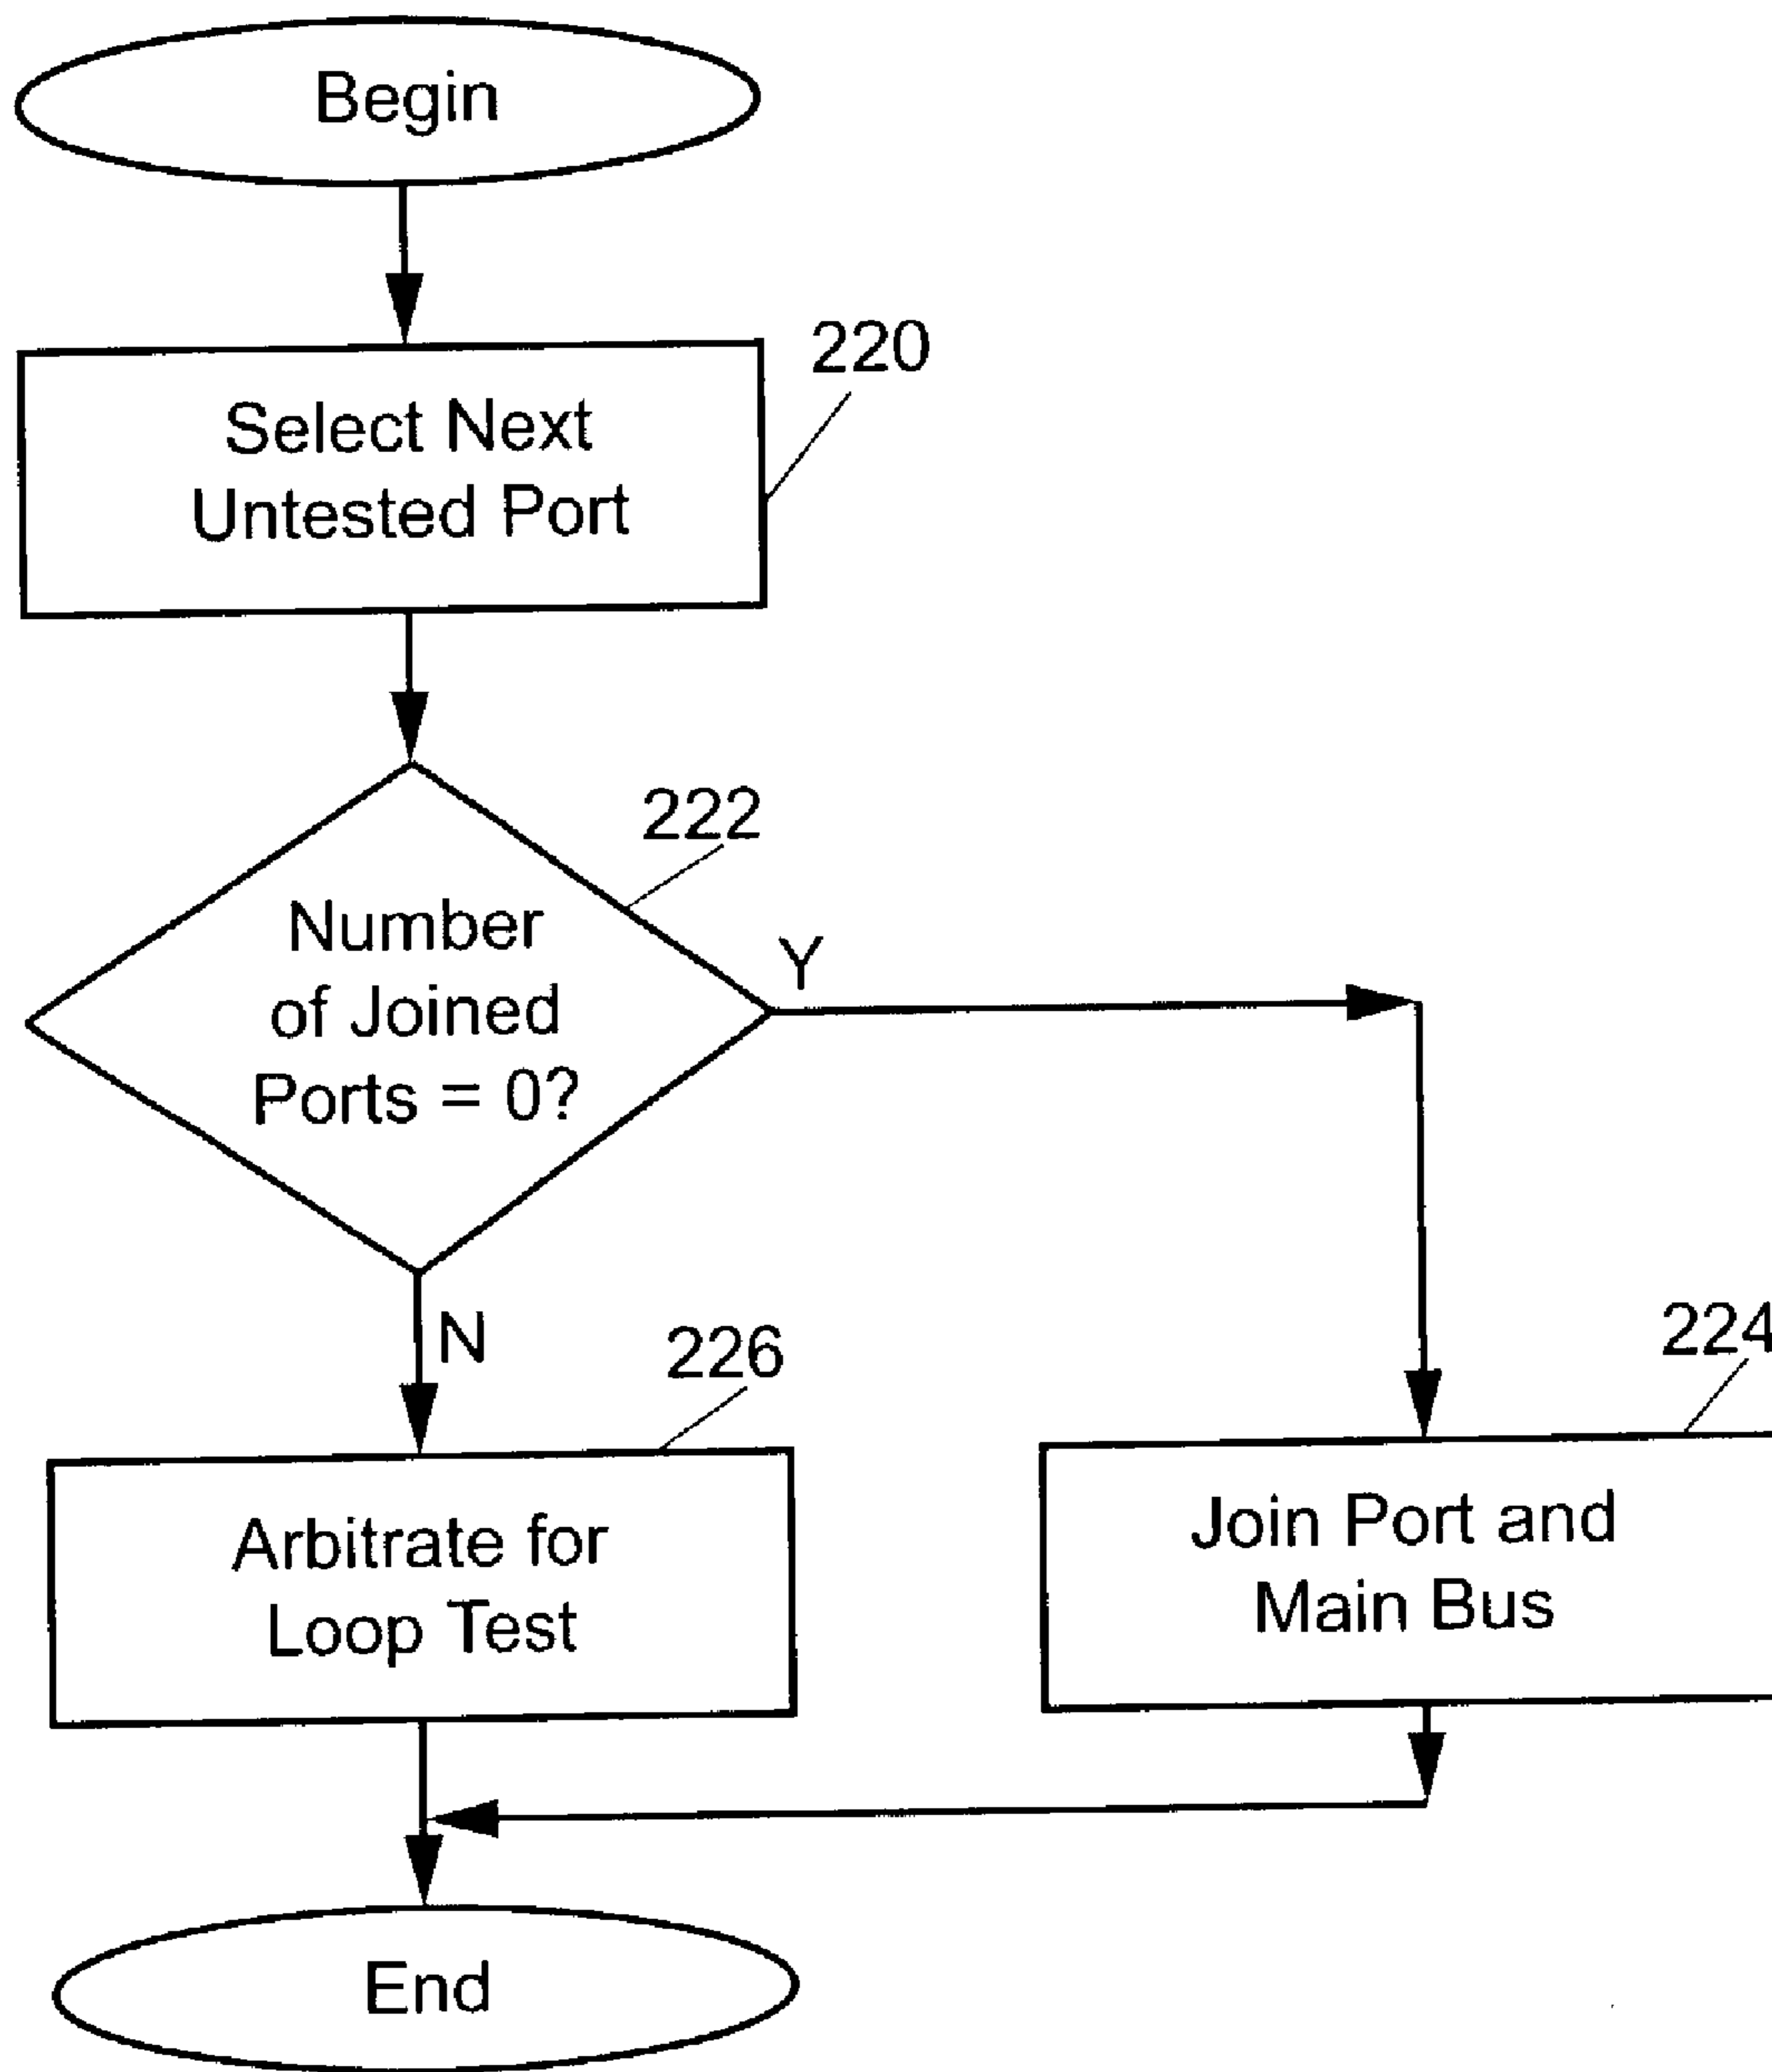 Begin
220
Select Next
Untested Port
222
Number
of Joined
Ports = 0?
Y
N
226
224
Arbitrate for
Loop Test
Join Port and
Main Bus
End